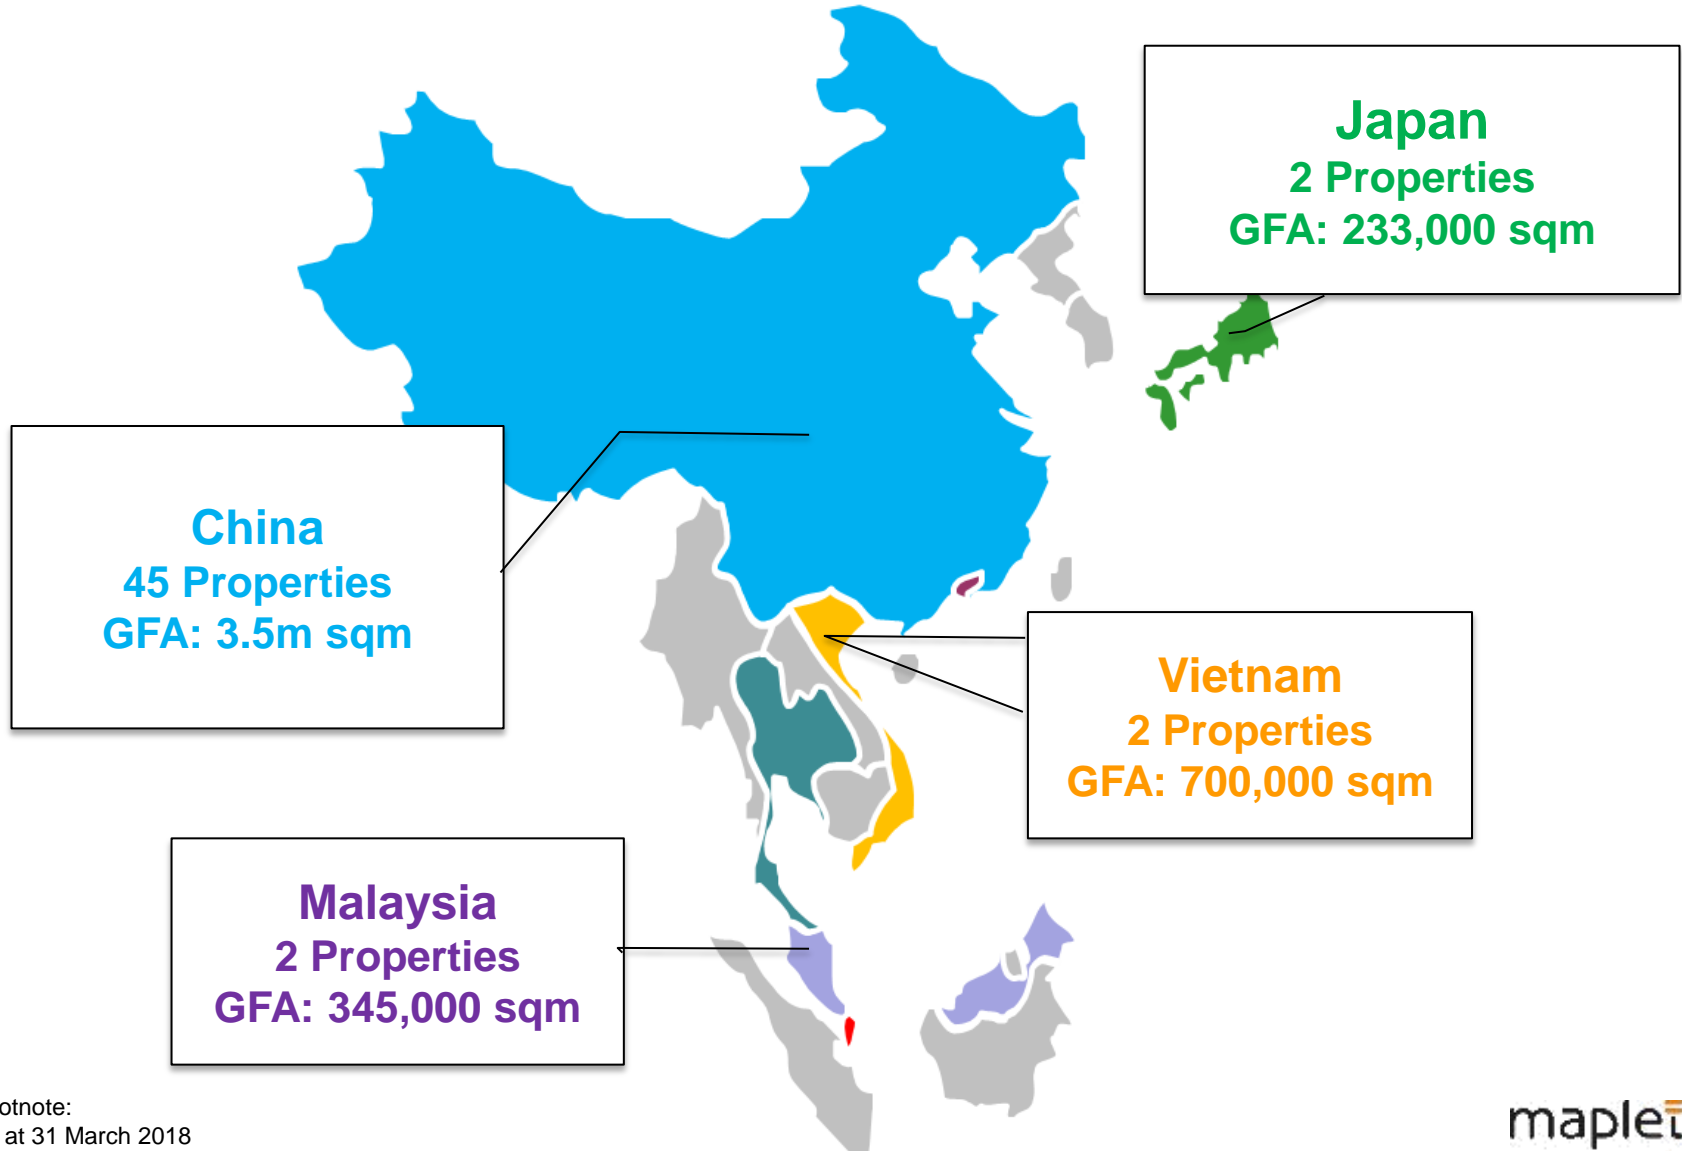 Japan
2 Properties
GFA: 233,000 sqm
China
45 Properties
GFA: 3.5m sqm
Vietnam
2 Properties
GFA: 700,000 sqm
Malaysia
2 Properties
GFA: 345,000 sqm
otnote:
at 31 March 2018
maplet